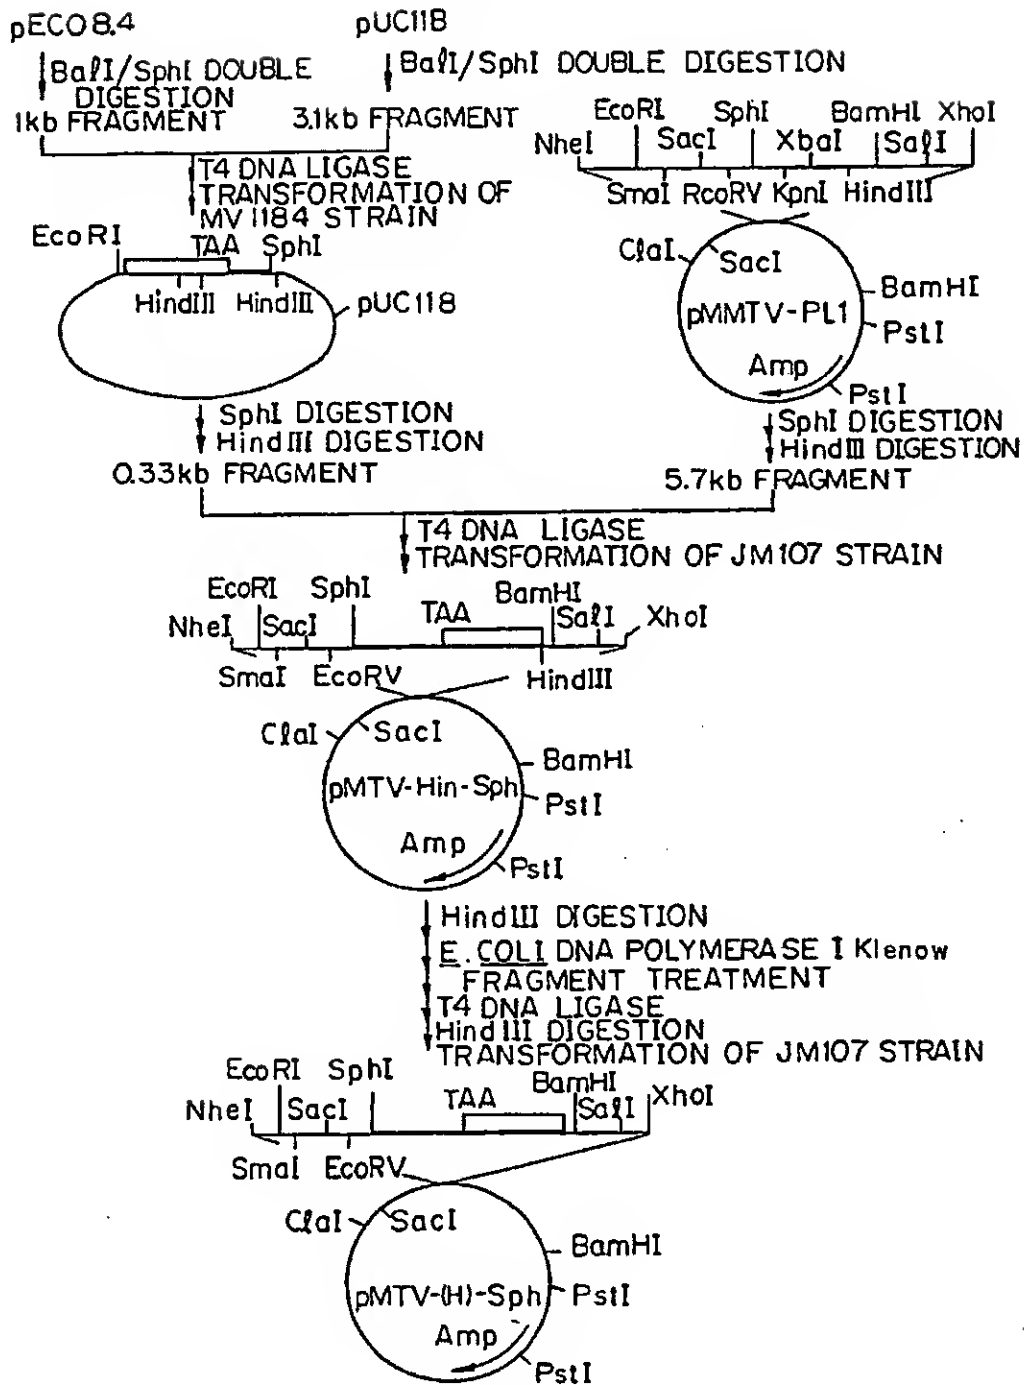 pECO8.4
pUC118
BalI/SphI DOUBLE
DIGESTION
BalI/SphI DOUBLE DIGESTION
1kb FRAGMENT
3.1kb FRAGMENT
T4 DNA LIGASE
TRANSFORMATION OF
MV 1184 STRAIN
EcoRI SphI BamHI XhoI
NheI SacI XbaI SalI
SmaI RcoRV KpnI HindIII
EcoRI TAA SphI
HindIII HindIII
pUC118
ClaI SacI
BamHI
pMMTV-PL1
PstI
Amp
PstI
SphI DIGESTION
HindIII DIGESTION
0.33kb FRAGMENT
SphI DIGESTION
HindIII DIGESTION
5.7kb FRAGMENT
T4 DNA LIGASE
TRANSFORMATION OF JM107 STRAIN
EcoRI SphI BamHI
NheI SacI TAA SalI XhoI
SmaI EcoRV HindIII
ClaI SacI
BamHI
pMTV-Hin-Sph
PstI
Amp
PstI
HindIII DIGESTION
E. COLI DNA POLYMERASE I Klenow
FRAGMENT TREATMENT
T4 DNA LIGASE
HindIII DIGESTION
TRANSFORMATION OF JM107 STRAIN
EcoRI SphI BamHI
NheI SacI TAA SalI XhoI
SmaI EcoRV
ClaI SacI
BamHI
pMTV-(H)-Sph
PstI
Amp
PstI